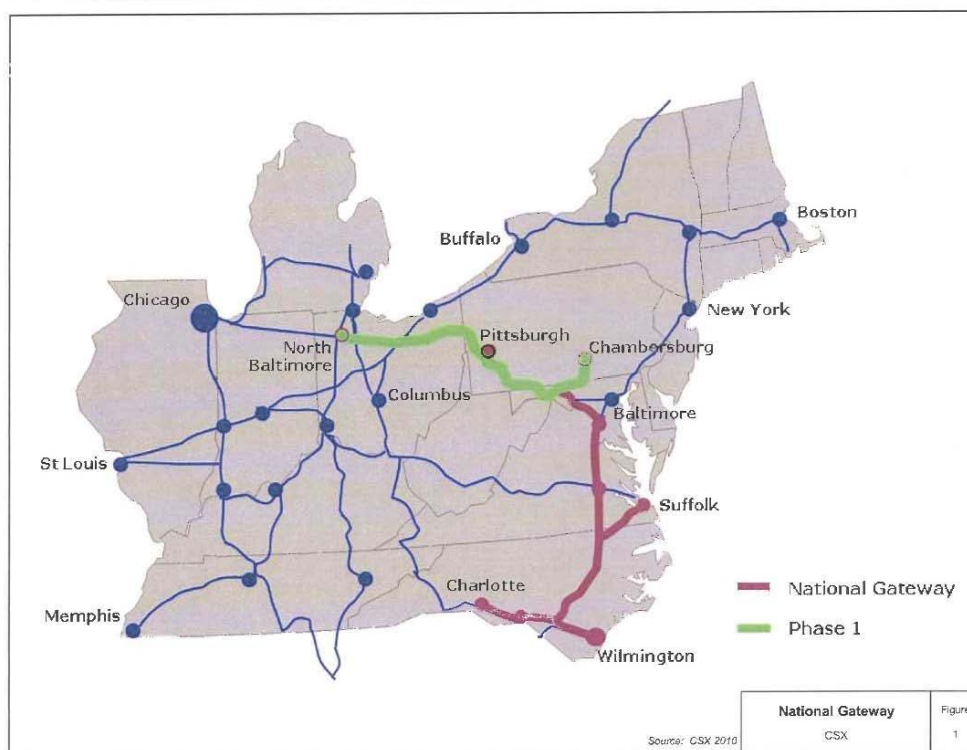 Boston
Buffalo
Chicago
New York
Pittsburgh
North
Baltimore
Chambersburg
Columbus
Baltimore
St Louis
Suffolk
Charlotte
National Gateway
Memphis
Phase 1
Wilmington
National Gateway
CSX
Figure
1
Source: CSX 2010